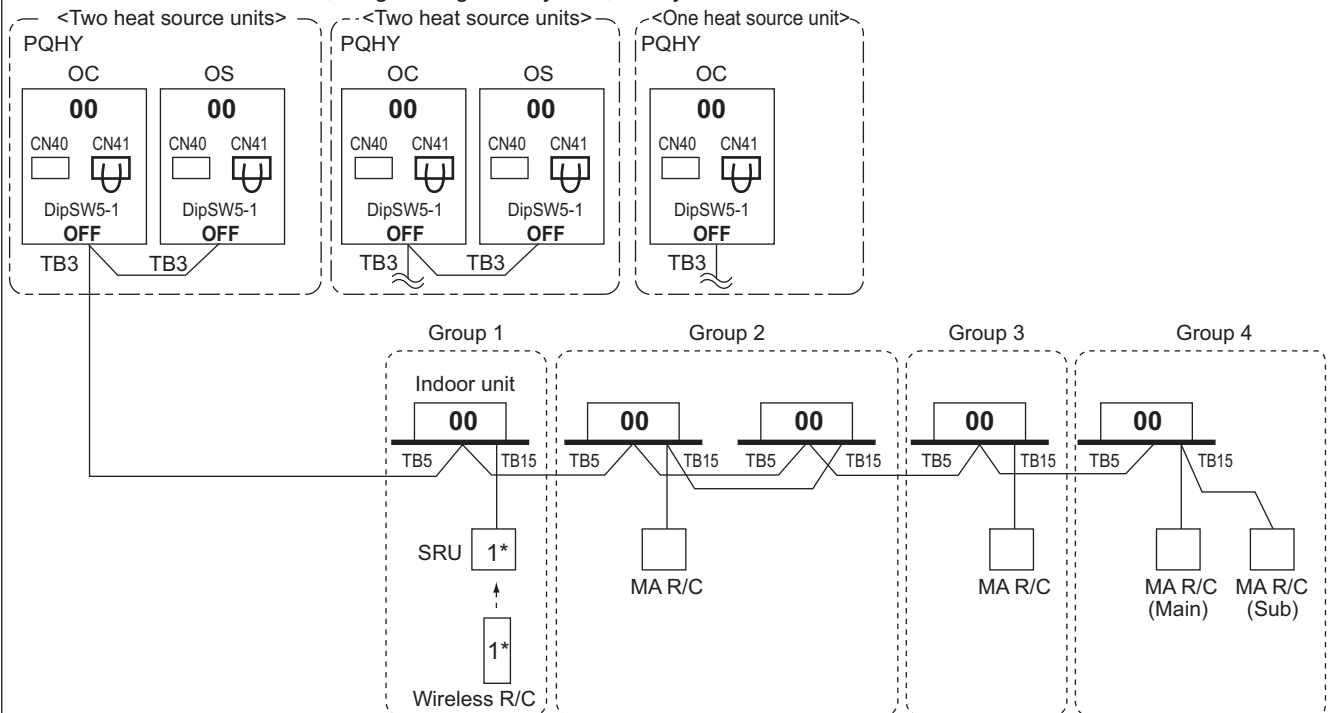 <Two heat source units> <Two heat source units> <One heat source unit>
PQHY PQHY PQHY
OC OS OC OS OC
00 00 00 00 00
CN40 CN41 CN40 CN41 CN40 CN41 CN40 CN41 CN40 CN41
DipSW5-1 DipSW5-1 DipSW5-1 DipSW5-1 DipSW5-1
OFF OFF OFF OFF OFF
TB3 TB3 TB3 TB3 TB3
Group 1 Group 2 Group 3 Group 4
Indoor unit
00 00 00 00 00
TB5 TB15 TB5 TB15 TB5 TB15 TB5 TB15 TB5 TB15
SRU 1*
MA R/C MA R/C MA R/C MA R/C
(Main) (Sub)
1*
Wireless R/C